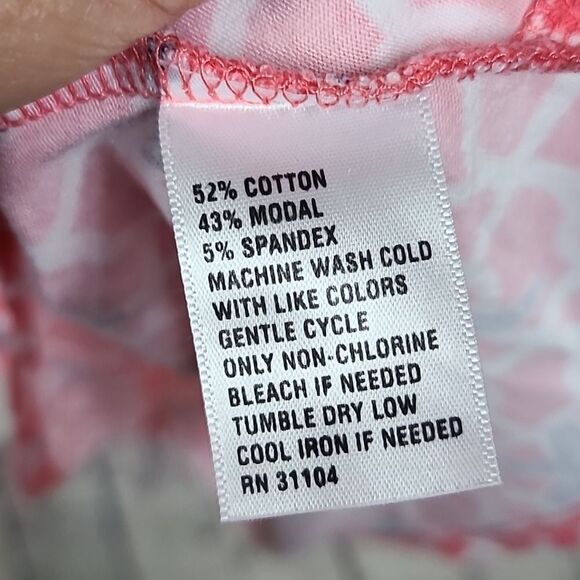 52% COTTON
43% MODAL
5% SPANDEX
MACHINE WASH COLD
WITH LIKE COLORS
GENTLE CYCLE
ONLY NON-CHLORINE
BLEACH IF NEEDED
TUMBLE DRY LOW
COOL IRON IF NEEDED
RN 31104